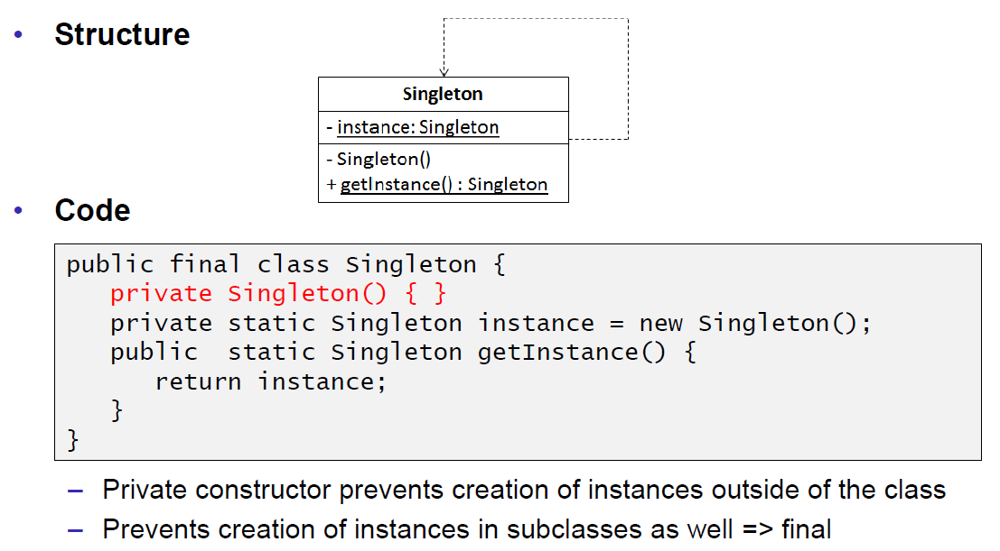 • Structure
Singleton
- instance: Singleton
- Singleton()
+ getInstance() : Singleton
• Code
public final class Singleton {
   private Singleton() { }
   private static Singleton instance = new Singleton();
   public  static Singleton getInstance() {
      return instance;
   }
}
– Private constructor prevents creation of instances outside of the class
– Prevents creation of instances in subclasses as well => final